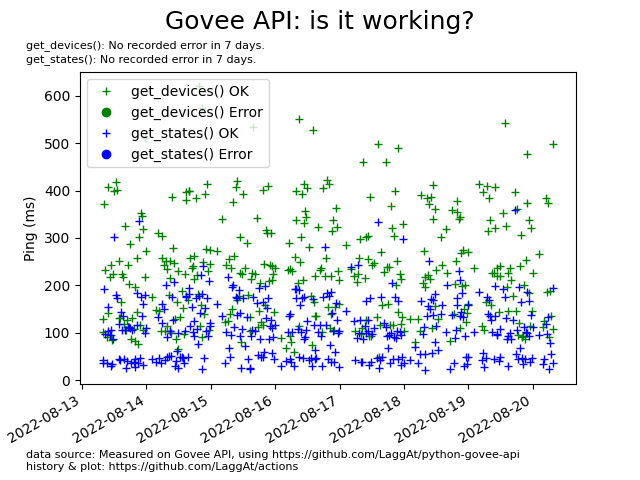 Govee API: is it working?
get_devices(): No recorded error in 7 days.
get_states(): No recorded error in 7 days.
get_devices() OK
get_devices() Error
get_states() OK
get_states() Error
Ping (ms)
600
500
400
300
200
100
0
2022-08-13
2022-08-14
2022-08-15
2022-08-16
2022-08-17
2022-08-18
2022-08-19
2022-08-20
data source: Measured on Govee API, using https://github.com/LaggAt/python-govee-api
history & plot: https://github.com/LaggAt/actions